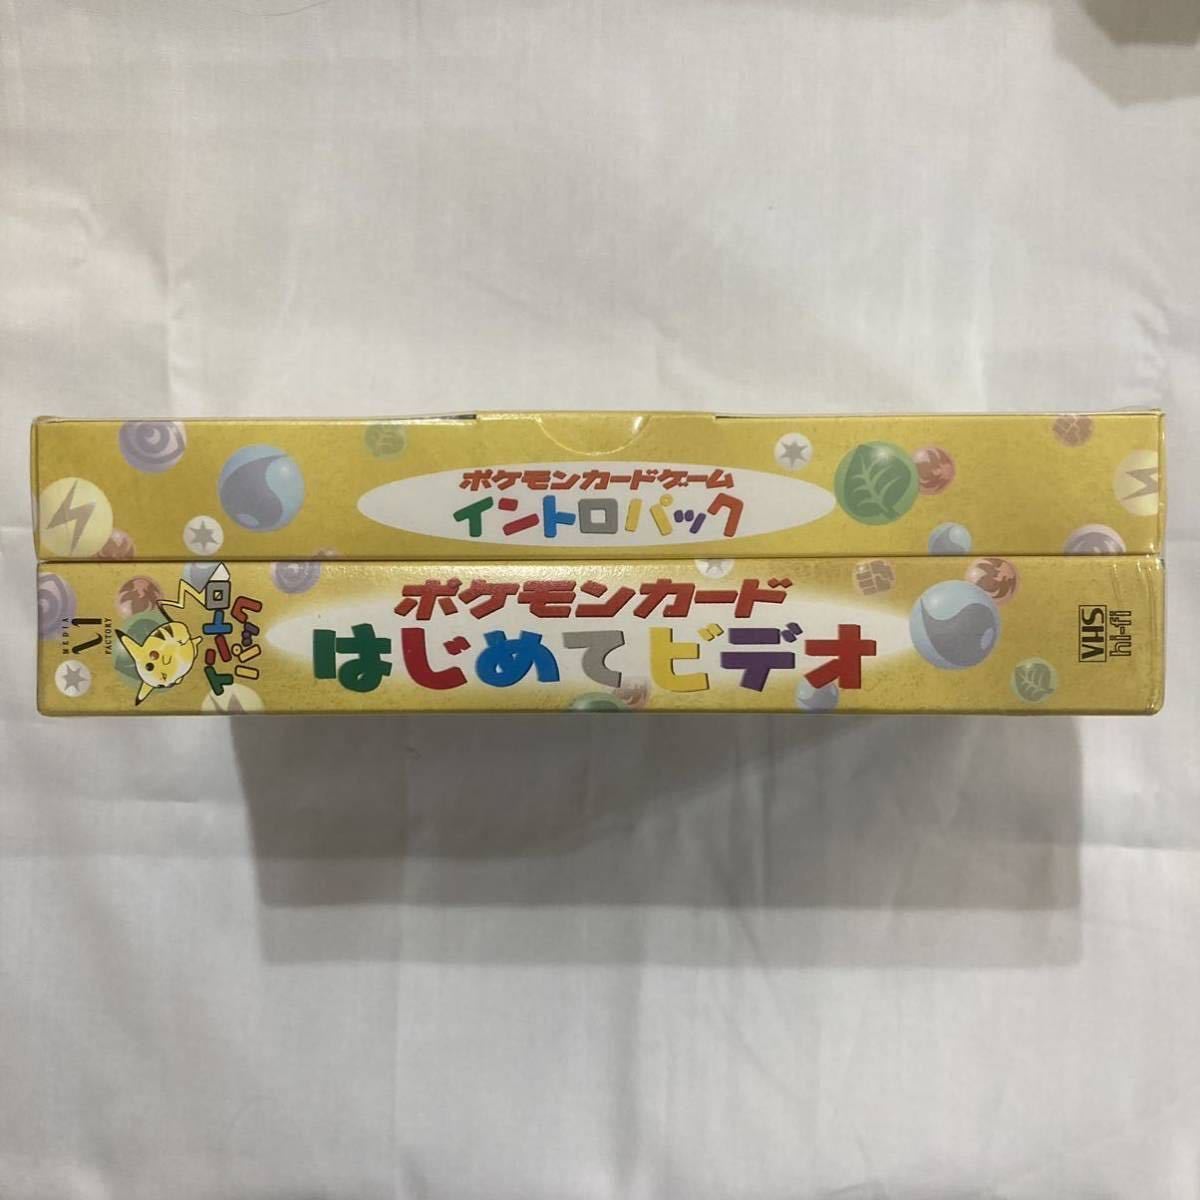 ポケモンカードゲーム
イントロパック
ポケモンカード
はじめてビデオ
イントロ
パック
MEDIA
FACTORY
VHS
hi-fi